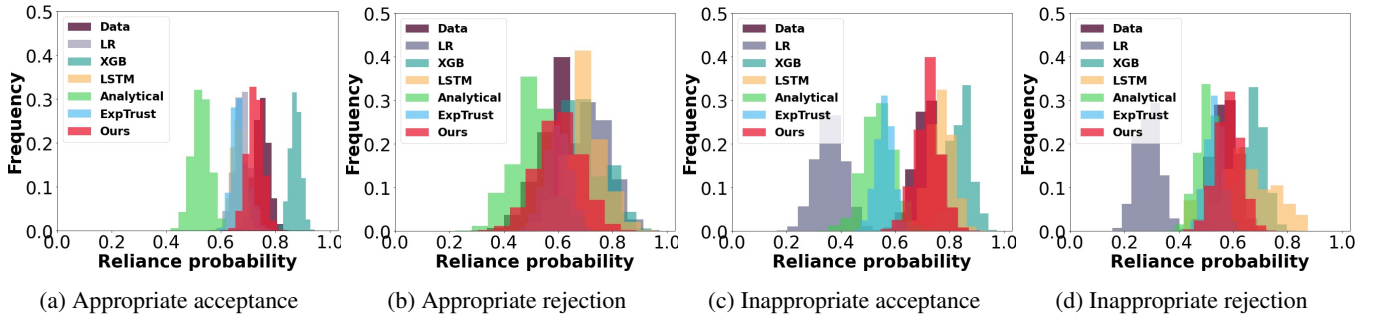 0.5
0.4
0.3
0.2
0.1
0.0
Frequency
Data
LR
XGB
LSTM
Analytical
ExpTrust
Ours
0.0 0.2 0.4 0.6 0.8 1.0
Reliance probability
(a) Appropriate acceptance
0.5
0.4
0.3
0.2
0.1
0.0
Frequency
Data
LR
XGB
LSTM
Analytical
ExpTrust
Ours
0.0 0.2 0.4 0.6 0.8 1.0
Reliance probability
(b) Appropriate rejection
0.5
0.4
0.3
0.2
0.1
0.0
Frequency
Data
LR
XGB
LSTM
Analytical
ExpTrust
Ours
0.0 0.2 0.4 0.6 0.8 1.0
Reliance probability
(c) Inappropriate acceptance
0.5
0.4
0.3
0.2
0.1
0.0
Frequency
Data
LR
XGB
LSTM
Analytical
ExpTrust
Ours
0.0 0.2 0.4 0.6 0.8 1.0
Reliance probability
(d) Inappropriate rejection